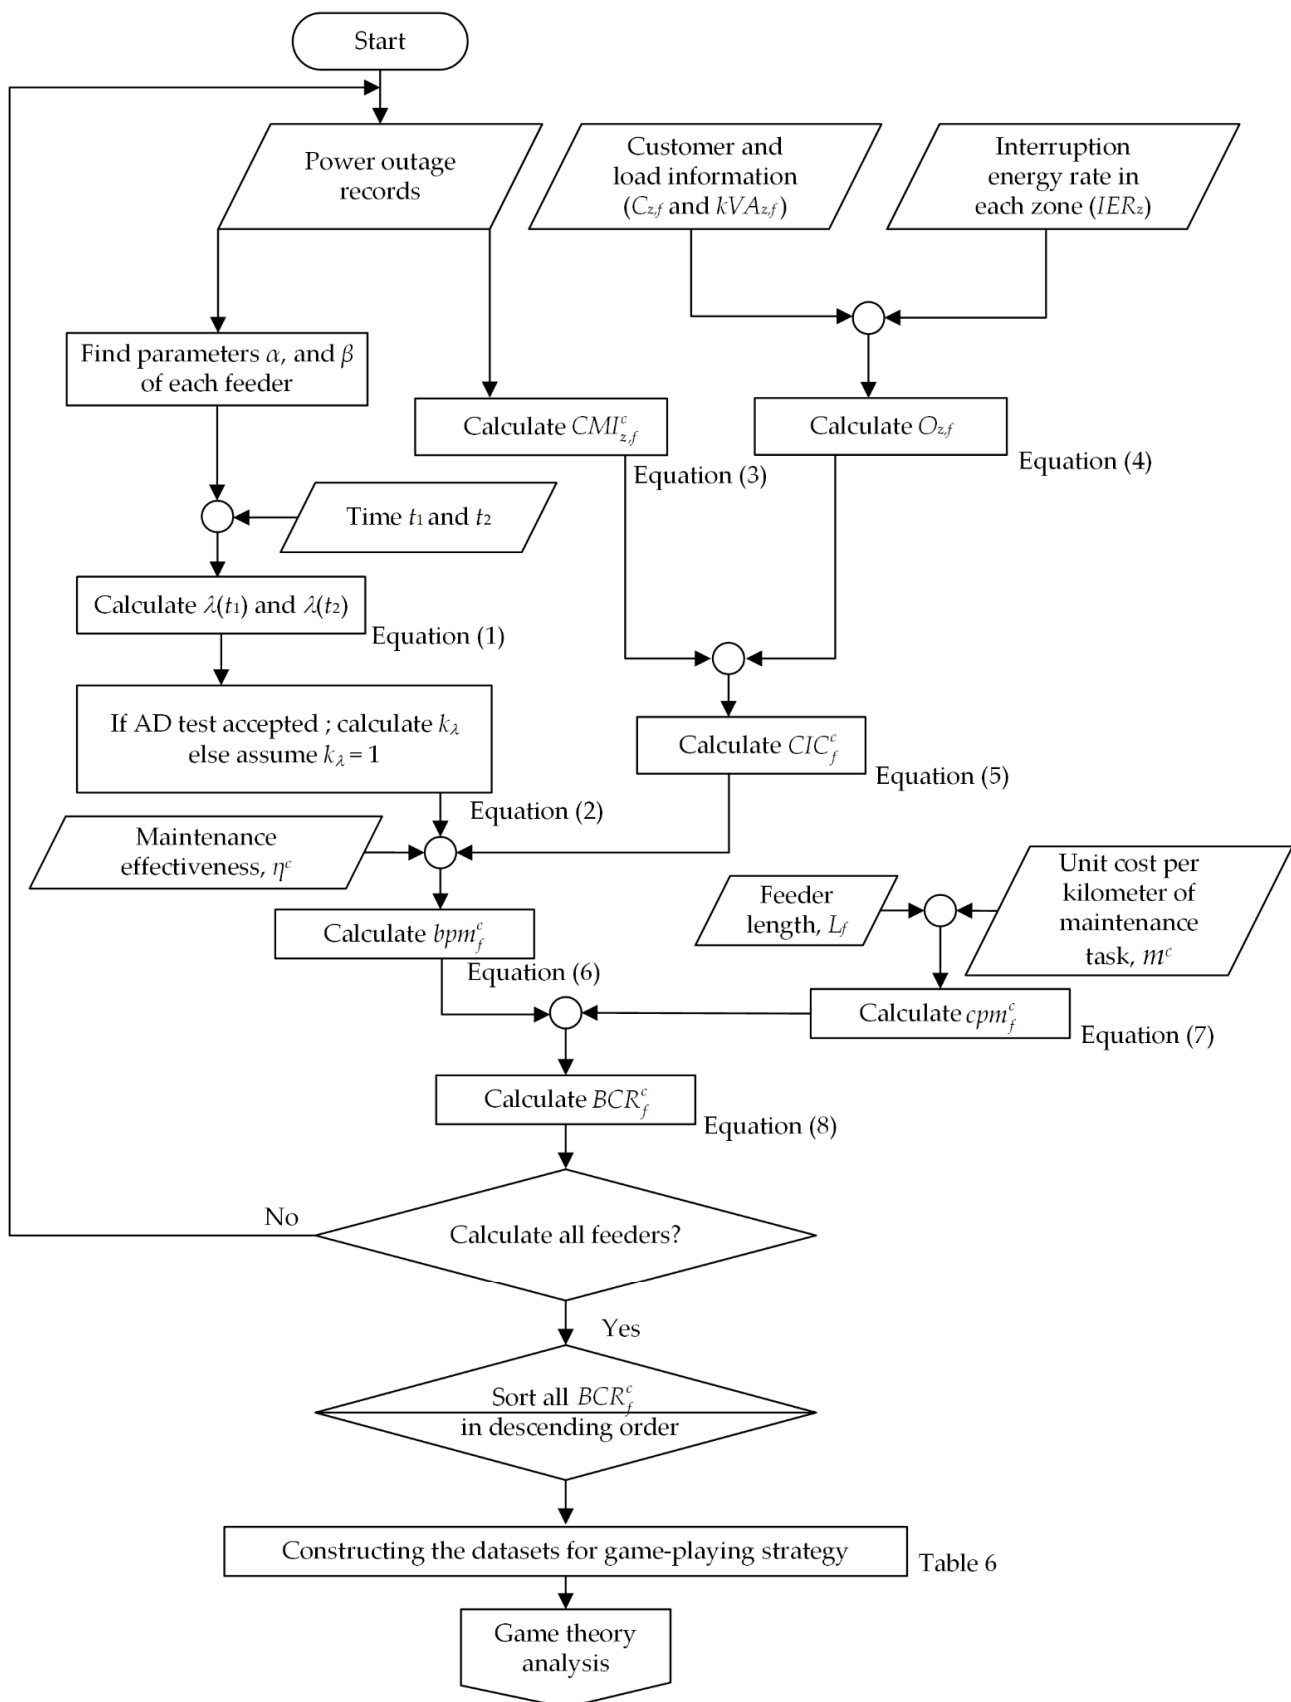 Start
Power outage
records
Customer and
load information
(Cz,f and kVAz,f)
Interruption
energy rate in
each zone (IERz)
Find parameters α, and β
of each feeder
Calculate CMI^c_z,f
Equation (3)
Calculate Oz,f
Equation (4)
Time t1 and t2
Calculate λ(t1) and λ(t2)
Equation (1)
If AD test accepted ; calculate kλ
else assume kλ = 1
Equation (2)
Calculate CIC^c_f
Equation (5)
Maintenance
effectiveness, η^c
Calculate bpm^c_f
Equation (6)
Feeder
length, Lf
Unit cost per
kilometer of
maintenance
task, m^c
Calculate cpm^c_f
Equation (7)
Calculate BCR^c_f
Equation (8)
Calculate all feeders?
No
Yes
Sort all BCR^c_f
in descending order
Constructing the datasets for game-playing strategy
Table 6
Game theory
analysis